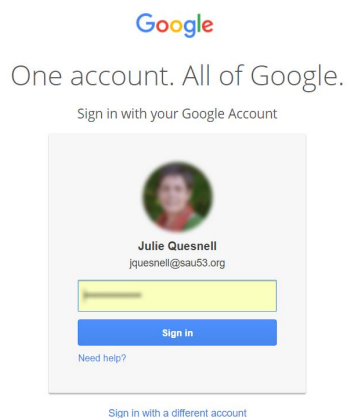 Google
One account. All of Google.
Sign in with your Google Account
Julie Quesnell
jquesnell@sau53.org
Sign in
Need help?
Sign in with a different account